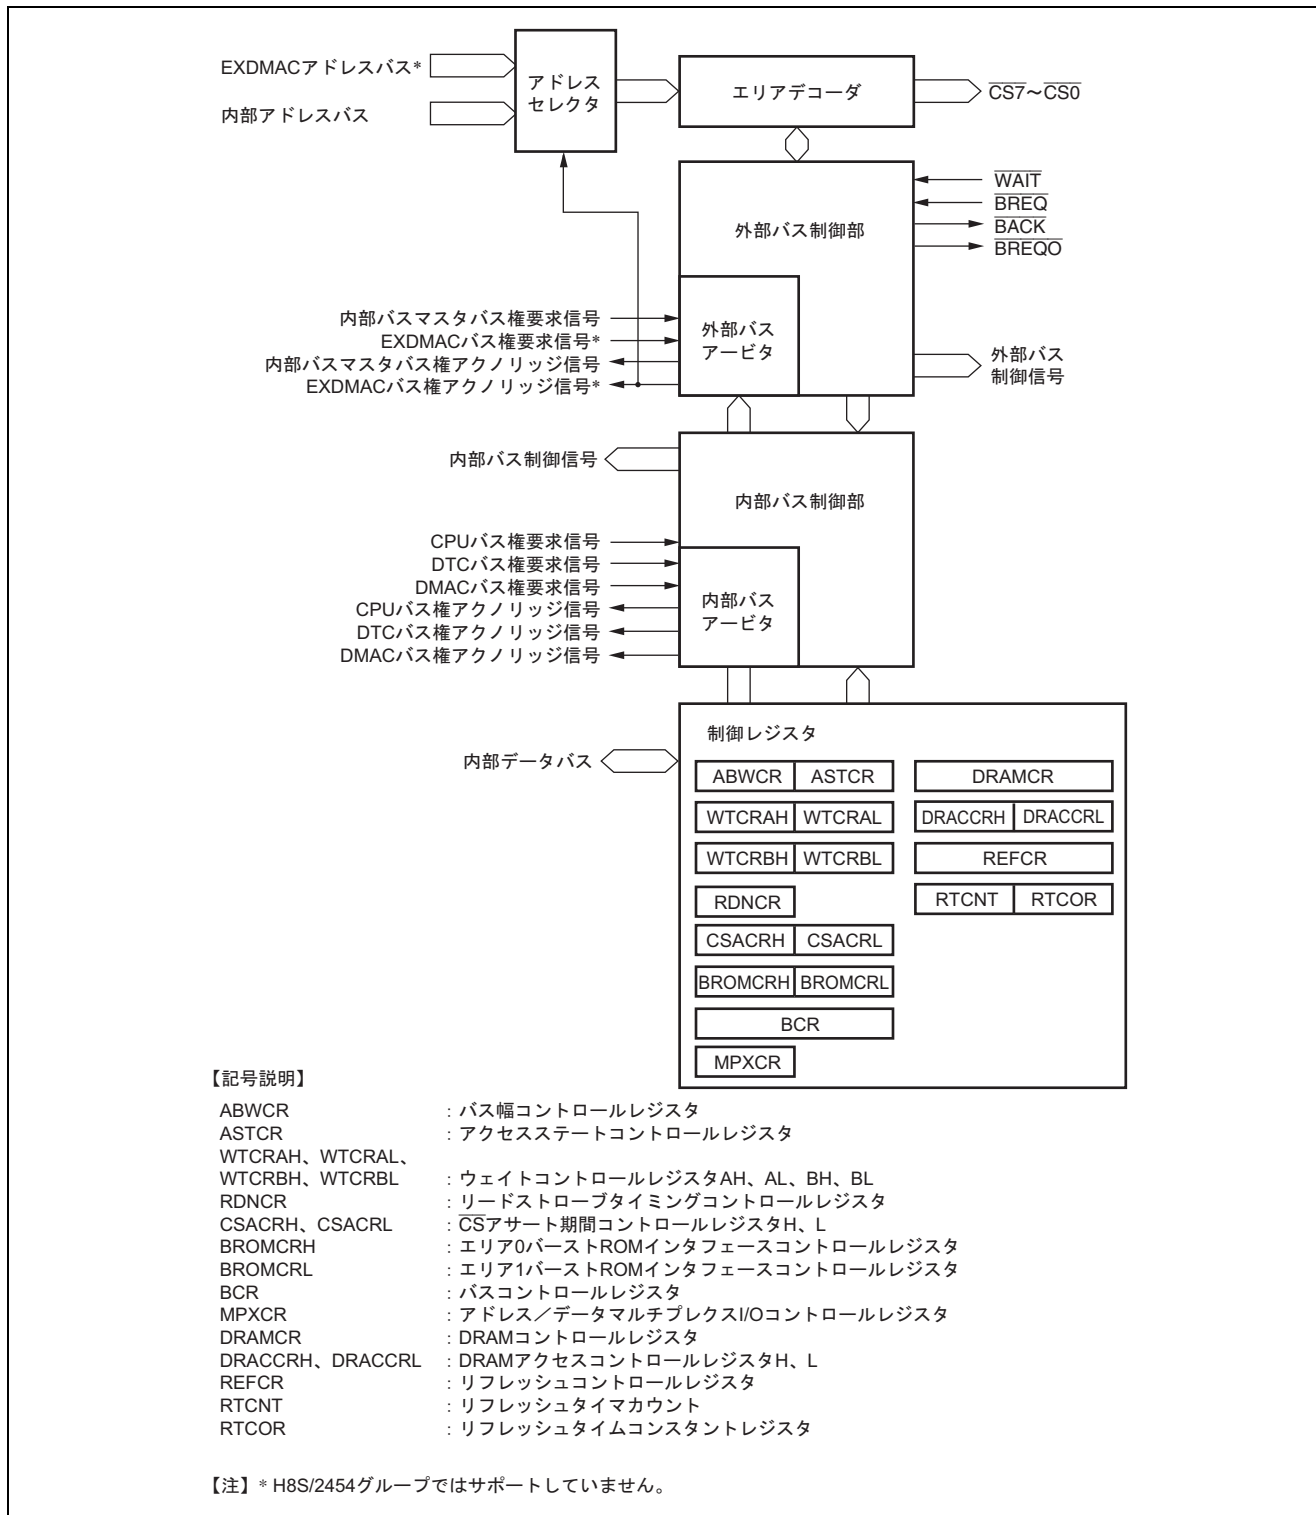 EXDMACアドレスバス*
内部アドレスバス
アドレス
セレクタ
エリアデコーダ
CS7～CS0
外部バス制御部
WAIT
BREQ
BACK
BREQO
内部バスマスタバス権要求信号
EXDMACバス権要求信号*
内部バスマスタバス権アクノリッジ信号
EXDMACバス権アクノリッジ信号*
外部バス
アービタ
外部バス
制御信号
内部バス制御信号
内部バス制御部
CPUバス権要求信号
DTCバス権要求信号
DMACバス権要求信号
CPUバス権アクノリッジ信号
DTCバス権アクノリッジ信号
DMACバス権アクノリッジ信号
内部バス
アービタ
内部データバス
制御レジスタ
ABWCR ASTCR DRAMCR
WTCRAH WTCRAL DRACCRH DRACCRL
WTCRBH WTCRBL REFCR
RDNCR RTCNT RTCOR
CSACRH CSACRL
BROMCRH BROMCRL
BCR
MPXCR
【記号説明】
ABWCR : バス幅コントロールレジスタ
ASTCR : アクセスステートコントロールレジスタ
WTCRAH、WTCRAL、
WTCRBH、WTCRBL : ウェイトコントロールレジスタAH、AL、BH、BL
RDNCR : リードストローブタイミングコントロールレジスタ
CSACRH、CSACRL : CSアサート期間コントロールレジスタH、L
BROMCRH : エリア0バーストROMインタフェースコントロールレジスタ
BROMCRL : エリア1バーストROMインタフェースコントロールレジスタ
BCR : バスコントロールレジスタ
MPXCR : アドレス／データマルチプレクスI/Oコントロールレジスタ
DRAMCR : DRAMコントロールレジスタ
DRACCRH、DRACCRL : DRAMアクセスコントロールレジスタH、L
REFCR : リフレッシュコントロールレジスタ
RTCNT : リフレッシュタイマカウント
RTCOR : リフレッシュタイムコンスタントレジスタ
【注】* H8S/2454グループではサポートしていません。